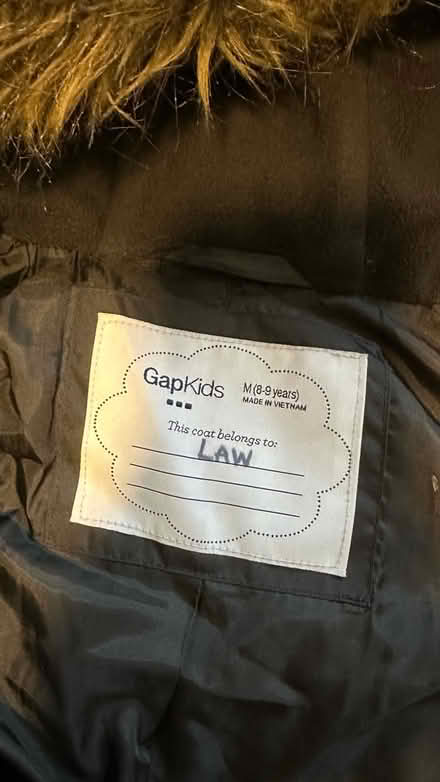 GapKids M (8-9 years)
MADE IN VIETNAM
This coat belongs to:
LAW